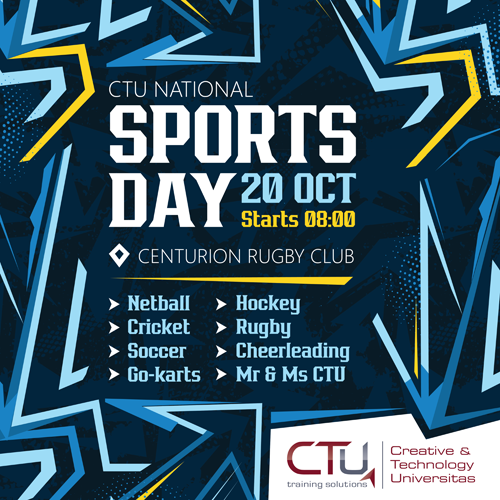 CTU NATIONAL
SPORTS
DAY 20 OCT
Starts 08:00
CENTURION RUGBY CLUB
Netball
Cricket
Soccer
Go-karts
Hockey
Rugby
Cheerleading
Mr & Ms CTU
CTU
training solutions
Creative &
Technology
Universitas